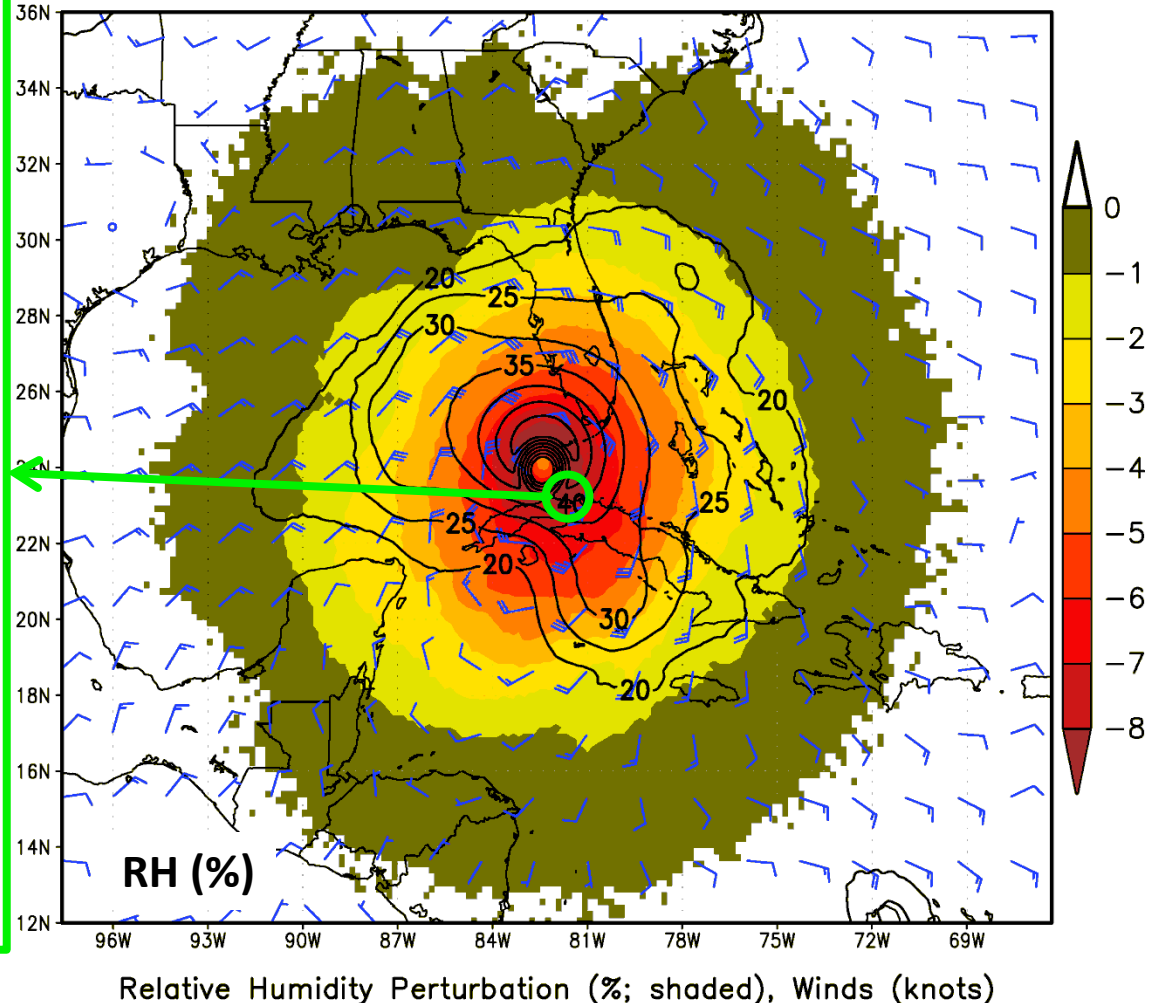 36N
34N
32N
30N
28N
26N
24N
22N
20N
18N
16N
14N
12N
96W 93W 90W 87W 84W 81W 78W 75W 72W 69W
20
25
30
35
20
40
25
25
20
30
20
RH (%)
0
−1
−2
−3
−4
−5
−6
−7
−8
Relative Humidity Perturbation (%; shaded), Winds (knots)